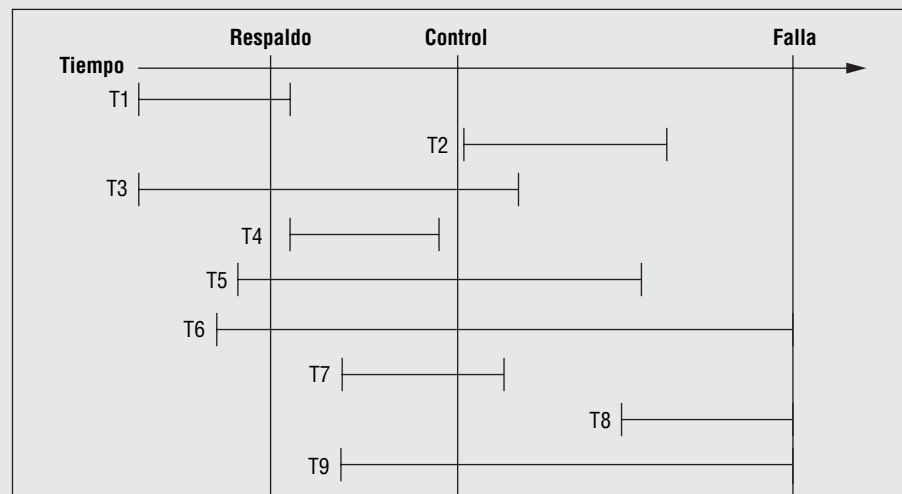 Respaldo Control Falla
Tiempo
T1
T2
T3
T4
T5
T6
T7
T8
T9